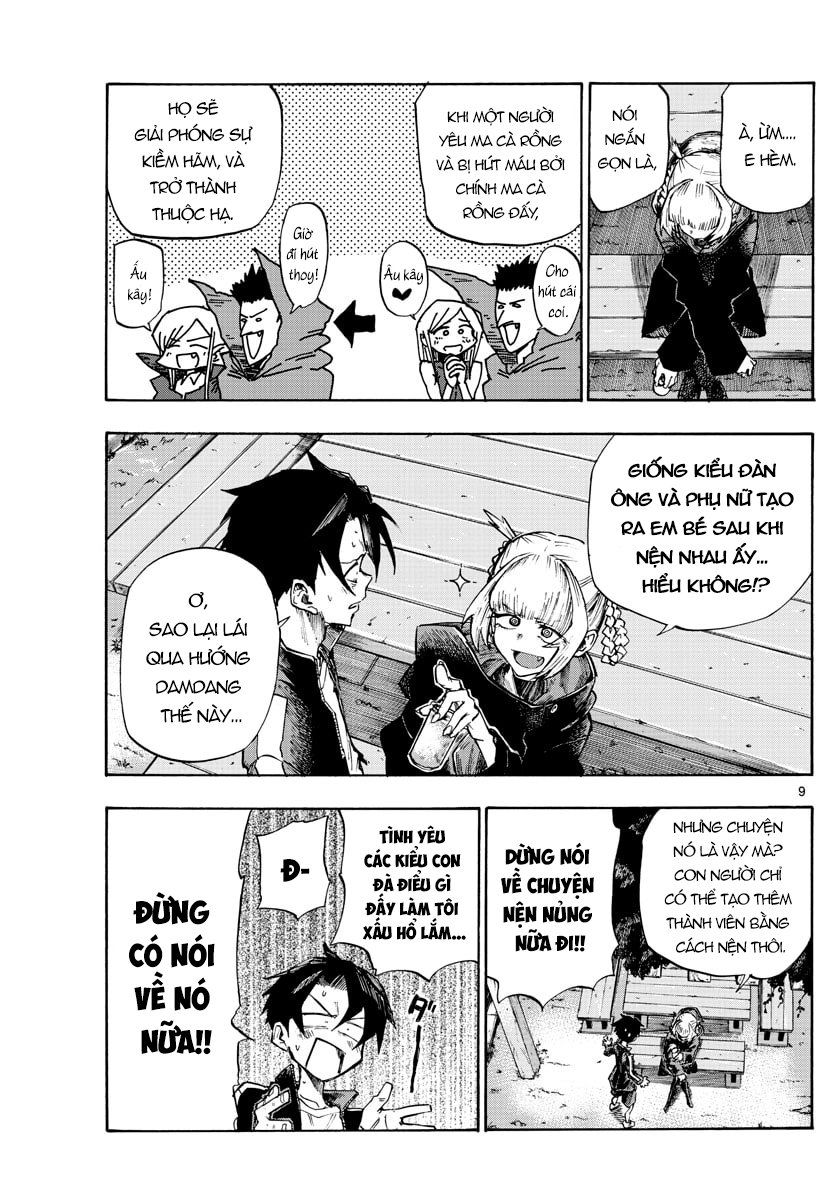 À, ỪM....
E HÈM.
NÓI
NGẮN
GỌN LÀ,
KHI MỘT NGƯỜI
YÊU MA CÀ RỒNG
VÀ BỊ HÚT MÁU BỞI
CHÍNH MA CÀ
RỒNG ĐẤY,
Cho
hút cái
coi.
Âu kây
HỌ SẼ
GIẢI PHÓNG SỰ
KIỀM HÃM, VÀ
TRỞ THÀNH
THUỘC HẠ.
Giờ
đi hút
thoy!
Ấu
kây!
GIỐNG KIỂU ĐÀN
ÔNG VÀ PHỤ NỮ TẠO
RA EM BÉ SAU KHI
NỆN NHAU ẤY...
HIỂU KHÔNG!?
Ơ,
SAO LẠI LÁI
QUA HƯỚNG
DAMDANG
THẾ NÀY...
9
NHƯNG CHUYỆN
NÓ LÀ VẬY MÀ?
CON NGƯỜI CHỈ
CÓ THỂ TẠO THÊM
THÀNH VIÊN BẰNG
CÁCH NỆN THÔI.
DỪNG NÓI
VỀ CHUYỆN
NỆN NỦNG
NỮA ĐI!!
TÌNH YÊU
CÁC KIỂU CON
ĐÀ ĐIỂU GÌ
ĐẤY LÀM TÔI
XẤU HỔ LẮM...
Đ-
ĐỪNG
CÓ NÓI
VỀ NÓ
NỮA!!